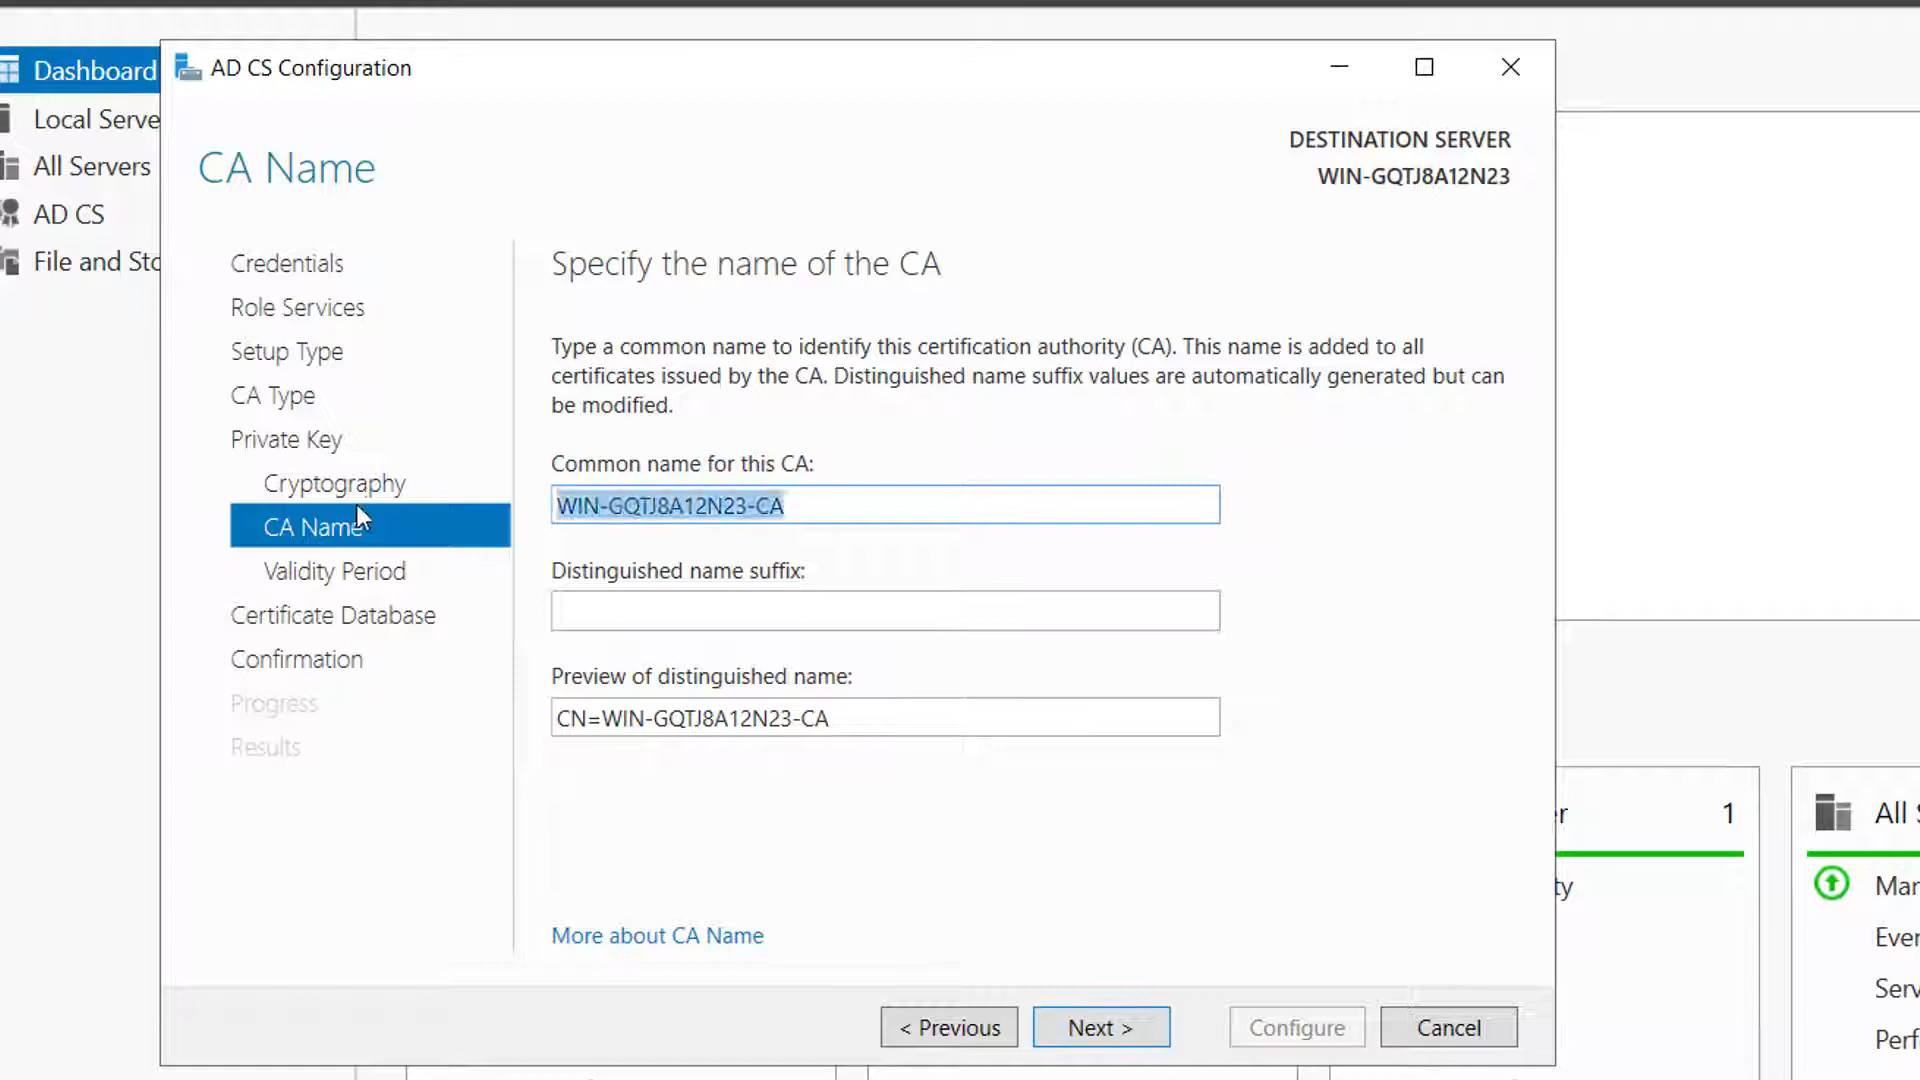 Dashboard
Local Serve
All Servers
AD CS
File and Sto
AD CS Configuration
CA Name
DESTINATION SERVER
WIN-GQTJ8A12N23
Credentials
Role Services
Setup Type
CA Type
Private Key
Cryptography
CA Name
Validity Period
Certificate Database
Confirmation
Progress
Results
Specify the name of the CA
Type a common name to identify this certification authority (CA). This name is added to all
certificates issued by the CA. Distinguished name suffix values are automatically generated but can
be modified.
Common name for this CA:
WIN-GQTJ8A12N23-CA
Distinguished name suffix:
Preview of distinguished name:
CN=WIN-GQTJ8A12N23-CA
More about CA Name
< Previous
Next >
Configure
Cancel
er 1
ty
All S
Man
Even
Serv
Perf